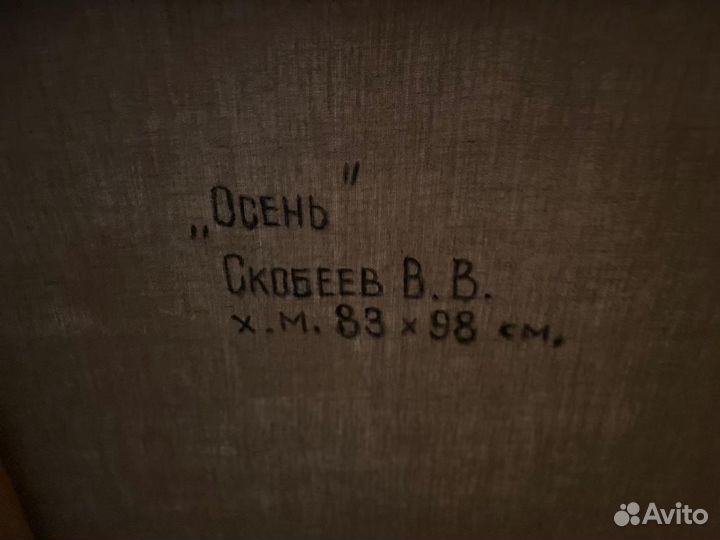 „Осень"
Скобеев В.В.
х.м. 83 х 98 см.
Avito